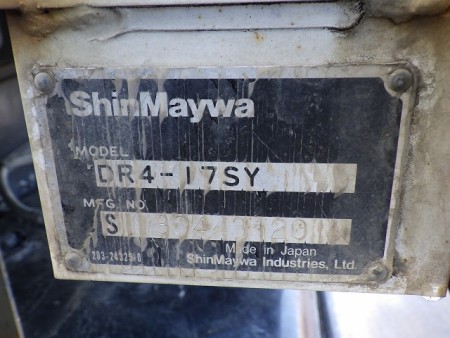 ShinMaywa
MODEL
DR4-17SY
MFG. NO.
S
Made in Japan
ShinMaywa Industries, Ltd.